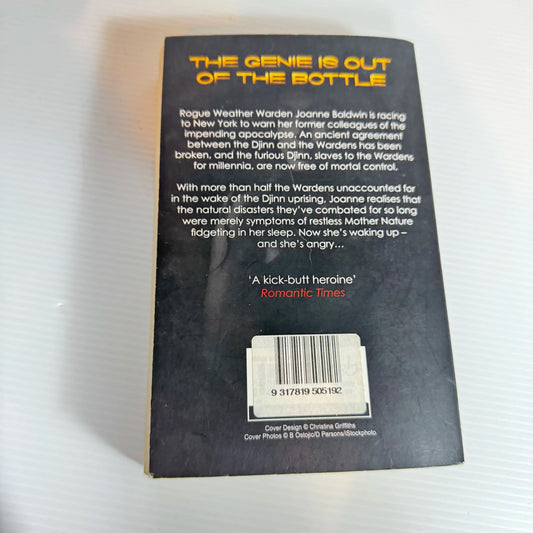 THE GENIE IS OUT
OF THE BOTTLE
Rogue Weather Warden Joanne Baldwin is racing
to New York to warn her former colleagues of the
impending apocalypse. An ancient agreement
between the Djinn and the Wardens has been
broken, and the furious Djinn, slaves to the Wardens
for millennia, are now free of mortal control.
With more than half the Wardens unaccounted for
in the wake of the Djinn uprising, Joanne realises that
the natural disasters they've combated for so long
were merely symptoms of restless Mother Nature
fidgeting in her sleep. Now she's waking up –
and she's angry…
'A kick-butt heroine'
Romantic Times
9 317819 505192
Cover Design © Christina Griffiths
Cover Photos © B Ostojic/D Persons/iStockphoto.